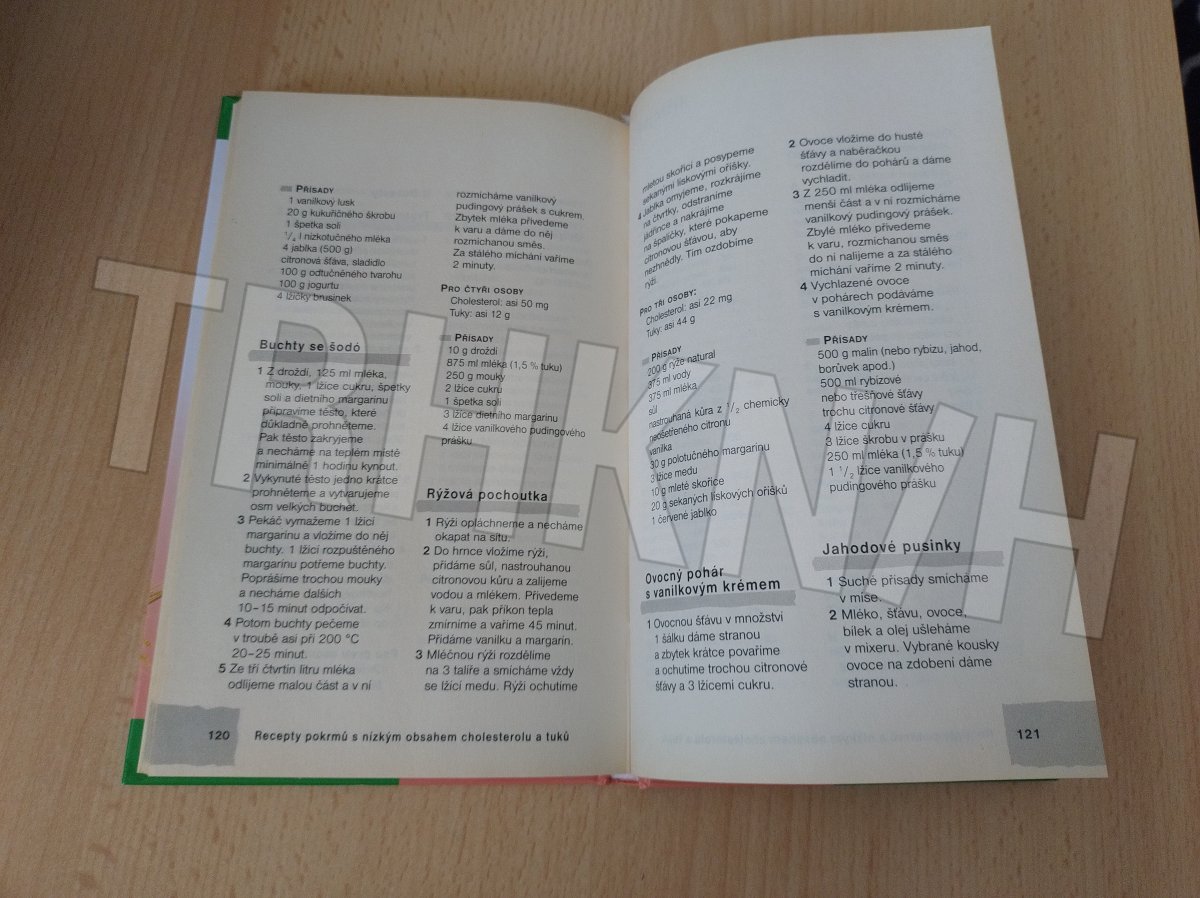 PŘÍSADY
1 vanilkový lusk
20 g kukuřičného škrobu
1 špetka soli
1/4 l nízkotučného mléka
4 jablka (500 g)
citronová šťáva, sladidlo
100 g odtučněného tvarohu
100 g jogurtu
4 lžičky brusinek
Buchty se šodó
1 Z droždí, 125 ml mléka,
mouky, 1 lžíce cukru, špetky
soli a dietního margarinu
připravíme těsto, které
důkladně prohněteme.
Pak těsto zakryjeme
a necháme na teplém místě
minimálně 1 hodinu kynout.
2 Vykynuté těsto jedno krátce
prohněteme a vytvarujeme
osm velkých buchet.
3 Pekáč vymažeme 1 lžící
margarinu a vložíme do něj
buchty. 1 lžící rozpuštěného
margarinu potřeme buchty.
Poprášíme trochou mouky
a necháme dalších
10–15 minut odpočívat.
4 Potom buchty pečeme
v troubě asi při 200 °C
20–25 minut.
5 Ze tří čtvrtin litru mléka
odlijeme malou část a v ní
rozmícháme vanilkový
pudingový prášek s cukrem.
Zbytek mléka přivedeme
k varu a dáme do něj
rozmíchanou směs.
Za stálého míchání vaříme
2 minuty.
PRO ČTYŘI OSOBY
Cholesterol: asi 50 mg
Tuky: asi 12 g
PŘÍSADY
10 g droždí
875 ml mléka (1,5 % tuku)
250 g mouky
2 lžíce cukru
1 špetka soli
3 lžíce dietního margarinu
4 lžíce vanilkového pudingového
prášku
Rýžová pochoutka
1 Rýži opláchneme a necháme
okapat na sítu.
2 Do hrnce vložíme rýži,
přidáme sůl, nastrouhanou
citronovou kůru a zalijeme
vodou a mlékem. Přivedeme
k varu, pak příkon tepla
zmírníme a vaříme 45 minut.
Přidáme vanilku a margarín.
3 Mléčnou rýži rozdělíme
na 3 talíře a smícháme vždy
se lžící medu. Rýži ochutíme
120 Recepty pokrmů s nízkým obsahem cholesterolu a tuků
mletou skořicí a posypeme
sekanými lískovými oříšky.
4 Jablka omyjeme, rozkrájíme
na čtvrtky, odstraníme
jádřince a nakrájíme
na špalíčky, které pokapeme
citronovou šťávou, aby
nezhnědly. Tím ozdobíme
rýži.
PRO TŘI OSOBY:
Cholesterol: asi 22 mg
Tuky: asi 44 g
PŘÍSADY
200 g rýže natural
375 ml vody
375 ml mléka
sůl
nastrouhaná kůra z 1/2 chemicky
neošetřeného citronu
vanilka
30 g polotučného margarinu
3 lžíce medu
10 g mleté skořice
20 g sekaných lískových oříšků
1 červené jablko
Ovocný pohár
s vanilkovým krémem
1 Ovocnou šťávu v množství
1 šálku dáme stranou
a zbytek krátce povaříme
a ochutíme trochou citronové
šťávy a 3 lžícemi cukru.
2 Ovoce vložíme do husté
šťávy a naběračkou
rozdělíme do pohárů a dáme
vychladit.
3 Z 250 ml mléka odlijeme
menší část a v ní rozmícháme
vanilkový pudingový prášek.
Zbylé mléko přivedeme
k varu, rozmíchanou směs
do ní nalijeme a za stálého
míchání vaříme 2 minuty.
4 Vychlazené ovoce
v pohárech podáváme
s vanilkovým krémem.
PŘÍSADY
500 g malin (nebo rybízu, jahod,
borůvek apod.)
500 ml rybízové
nebo třešňové šťávy
trochu citronové šťávy
4 lžíce cukru
3 lžíce škrobu v prášku
250 ml mléka (1,5 % tuku)
1 1/2 lžíce vanilkového
pudingového prášku
Jahodové pusinky
1 Suché přísady smícháme
v míse.
2 Mléko, šťávu, ovoce,
bílek a olej ušleháme
v mixéru. Vybrané kousky
ovoce na zdobení dáme
stranou.
121
TRHKNIH